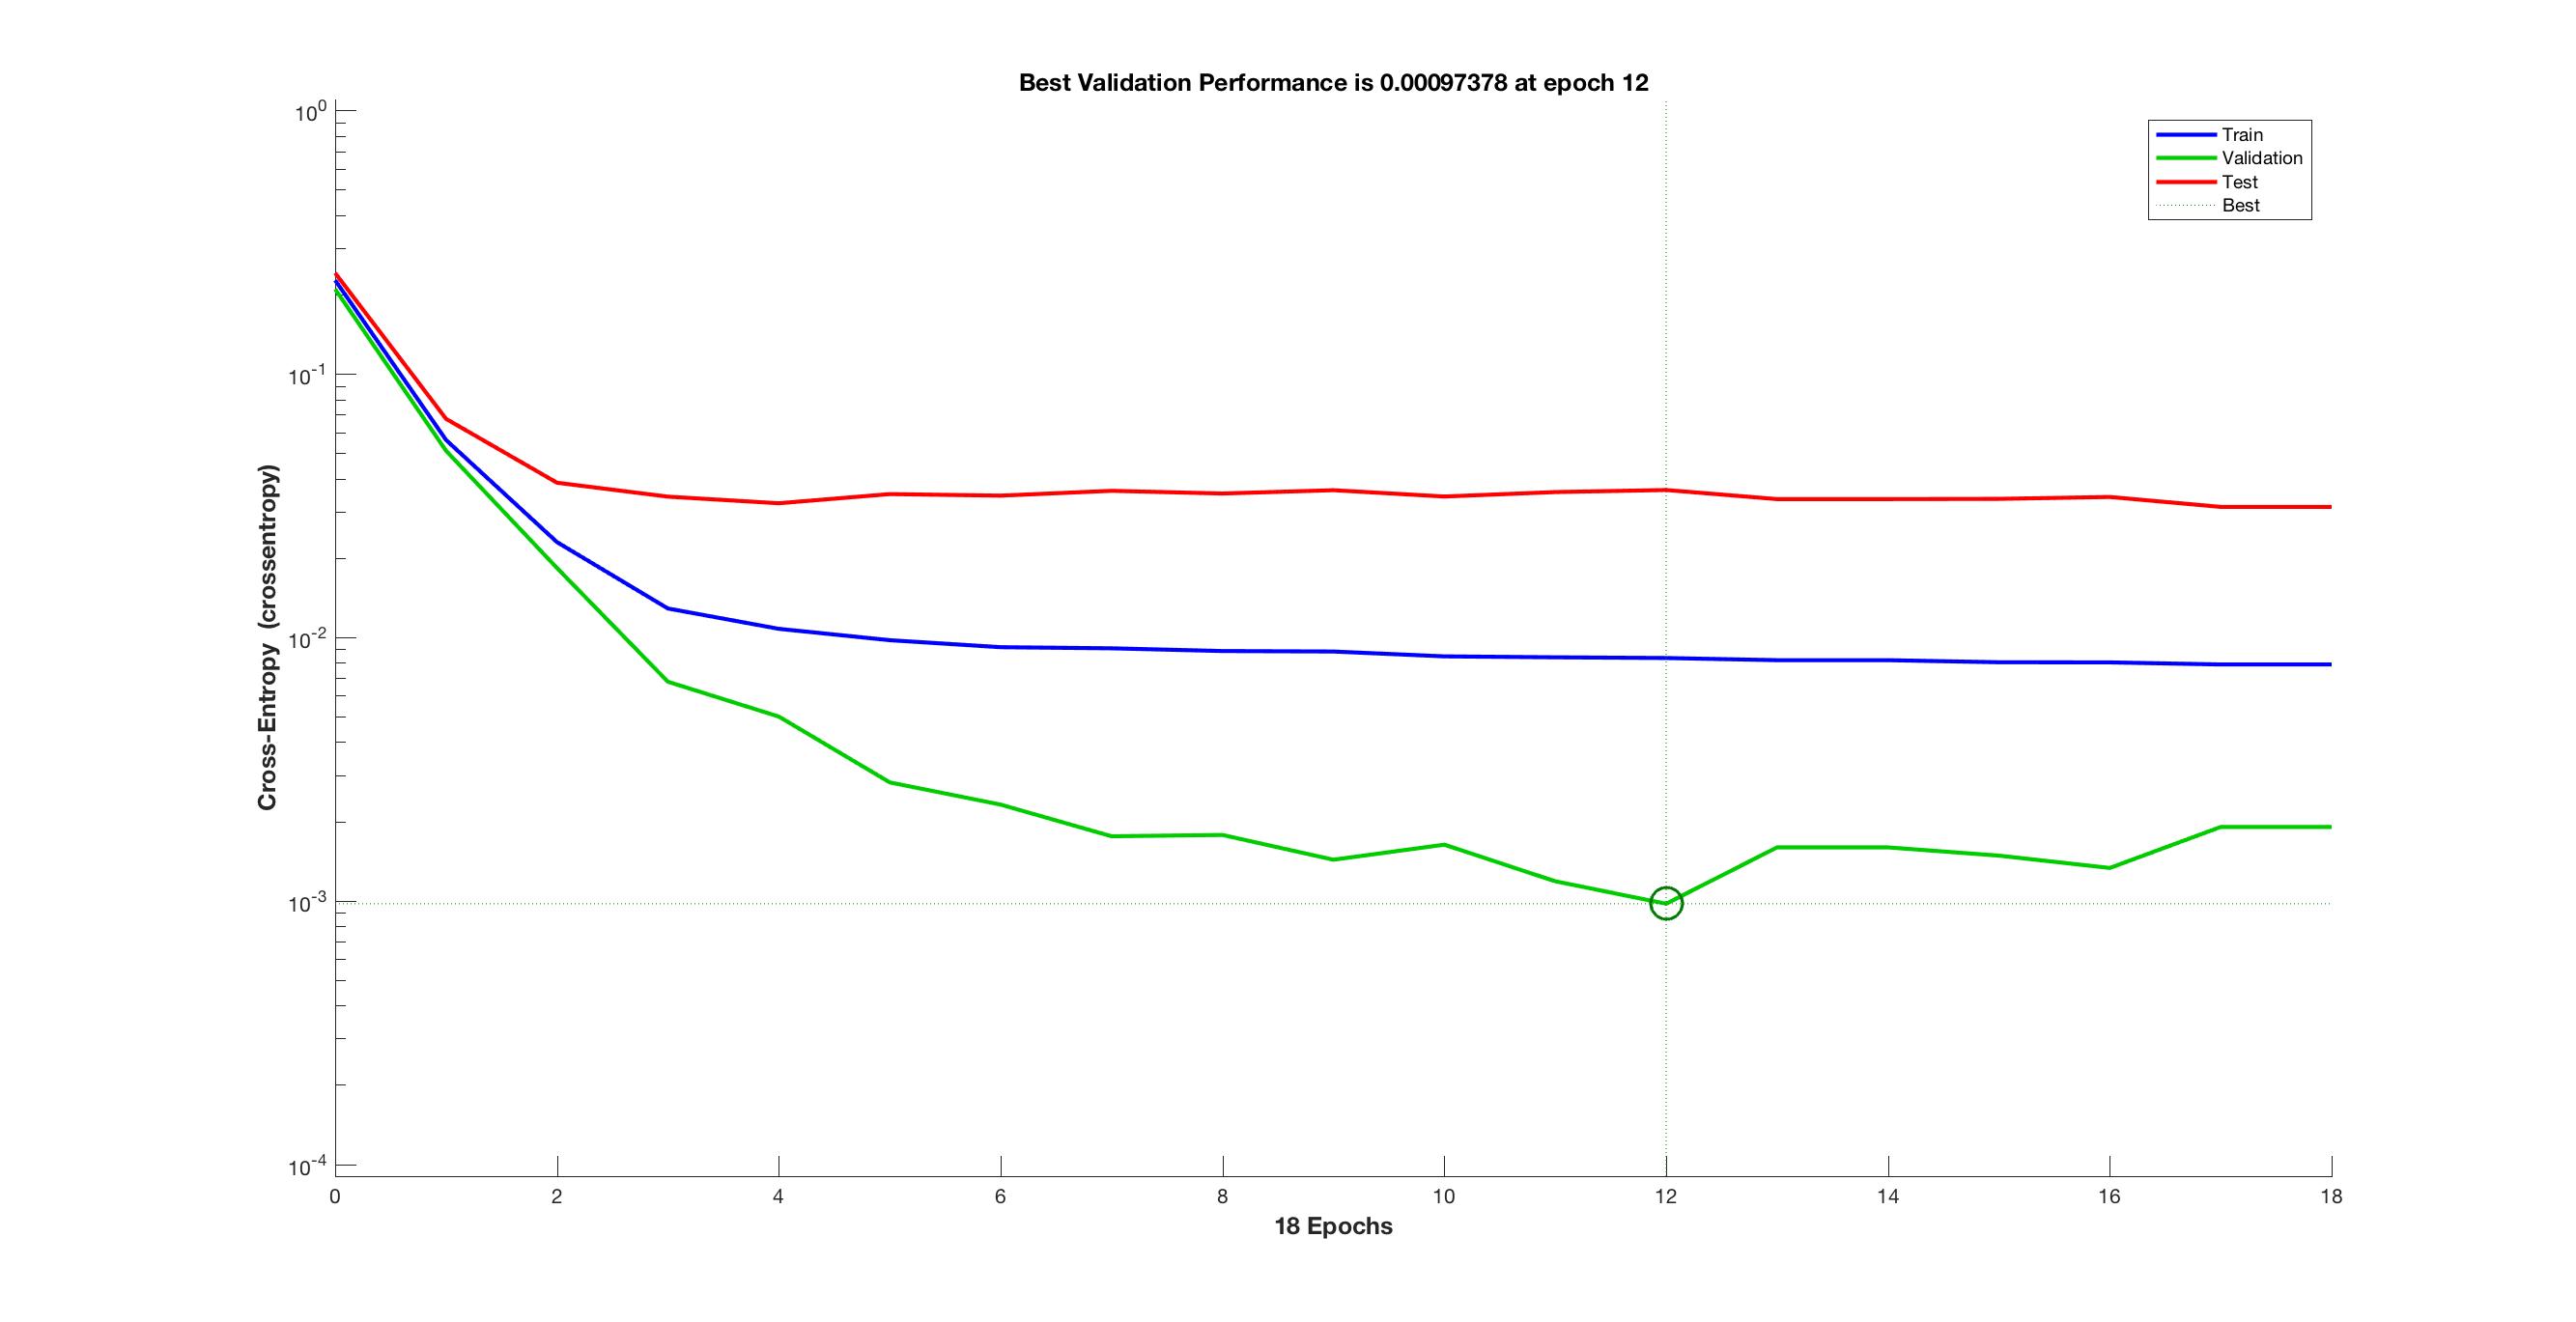 Best Validation Performance is 0.00097378 at epoch 12
10^0
10^-1
10^-2
10^-3
10^-4
Cross-Entropy (crossentropy)
Train
Validation
Test
Best
0 2 4 6 8 10 12 14 16 18
18 Epochs